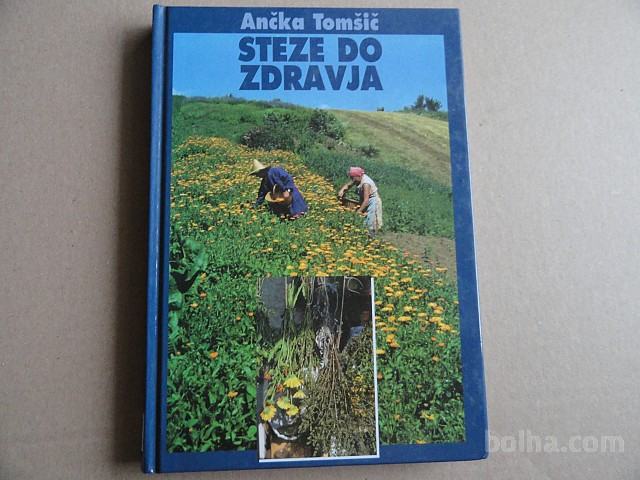 Ančka Tomšič
STEZE DO
ZDRAVJA
bolha.com